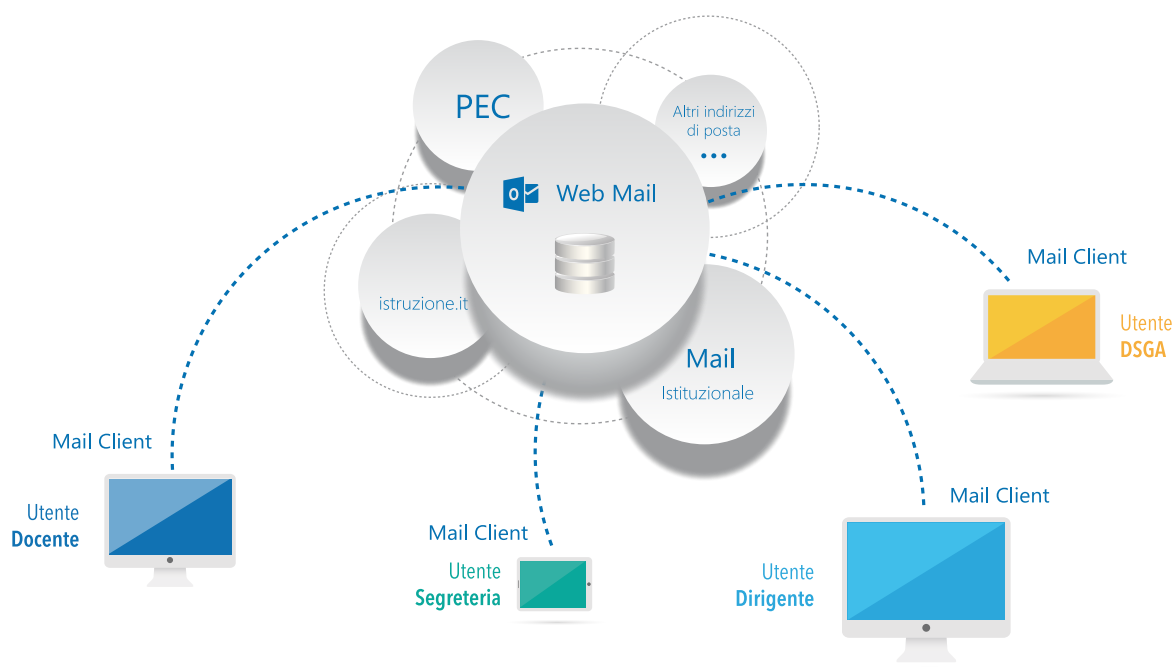 PEC
Altri indirizzi
di posta
...
o Web Mail
istruzione.it
Mail
Istituzionale
Mail Client
Utente
DSGA
Mail Client
Utente
Docente
Mail Client
Utente
Segreteria
Mail Client
Utente
Dirigente